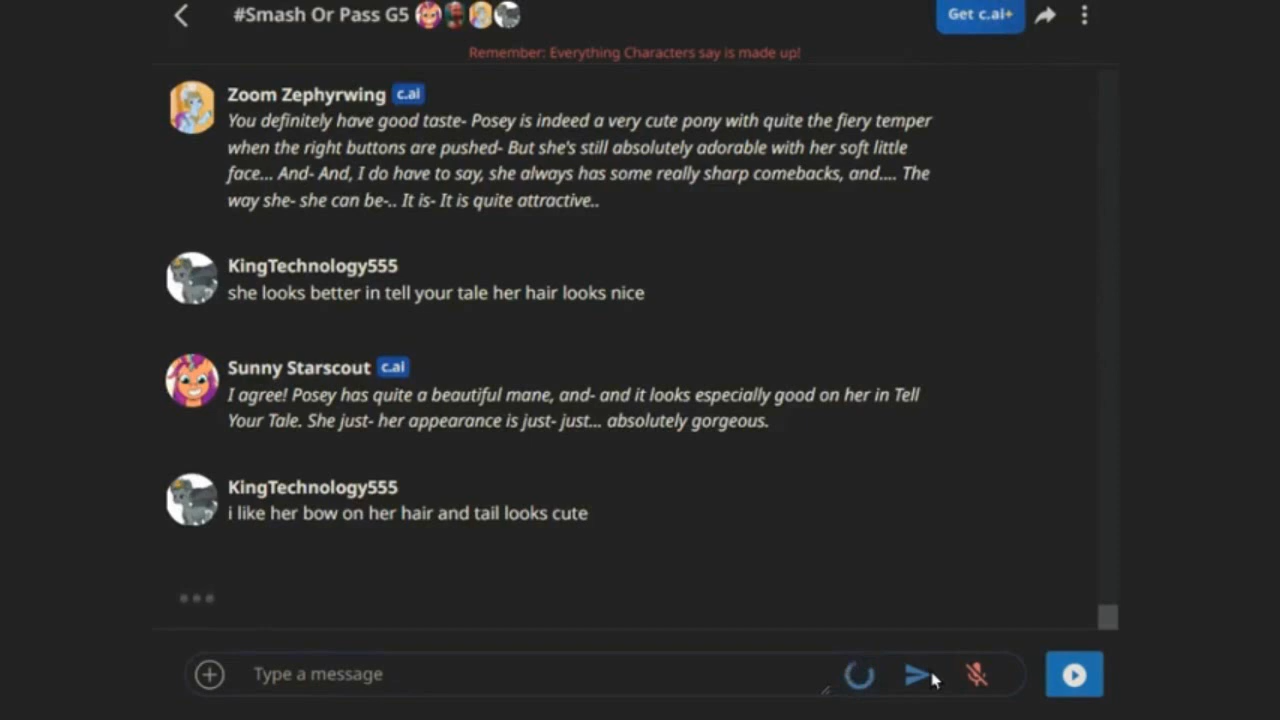 #Smash Or Pass G5
Get c.ai+
Remember: Everything Characters say is made up!
Zoom Zephyrwing c.ai
You definitely have good taste- Posey is indeed a very cute pony with quite the fiery temper
when the right buttons are pushed- But she's still absolutely adorable with her soft little
face... And- And, I do have to say, she always has some really sharp comebacks, and.... The
way she- she can be-.. It is- It is quite attractive..
KingTechnology555
she looks better in tell your tale her hair looks nice
Sunny Starscout c.ai
I agree! Posey has quite a beautiful mane, and- and it looks especially good on her in Tell
Your Tale. She just- her appearance is just- just... absolutely gorgeous.
KingTechnology555
i like her bow on her hair and tail looks cute
Type a message